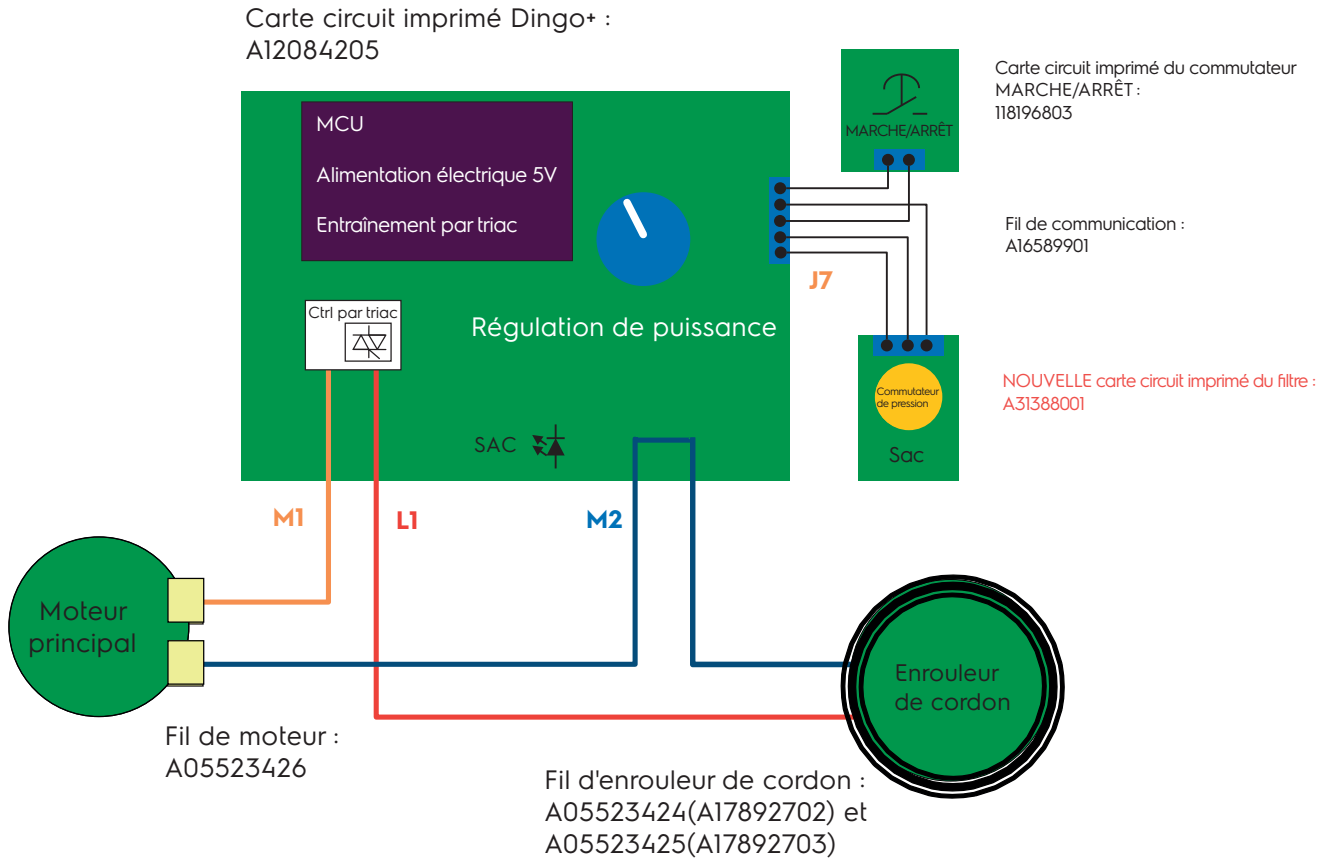 Carte circuit imprimé Dingo+ :
A12084205
MCU
Alimentation électrique 5V
Entraînement par triac
MARCHE/ARRÊT
Carte circuit imprimé du commutateur
MARCHE/ARRÊT :
118196803
Fil de communication :
A16589901
J7
Ctrl par triac
Régulation de puissance
NOUVELLE carte circuit imprimé du filtre :
A31388001
Commutateur
de pression
Sac
SAC
M1
L1
M2
Moteur
principal
Enrouleur
de cordon
Fil de moteur :
A05523426
Fil d'enrouleur de cordon :
A05523424(A17892702) et
A05523425(A17892703)